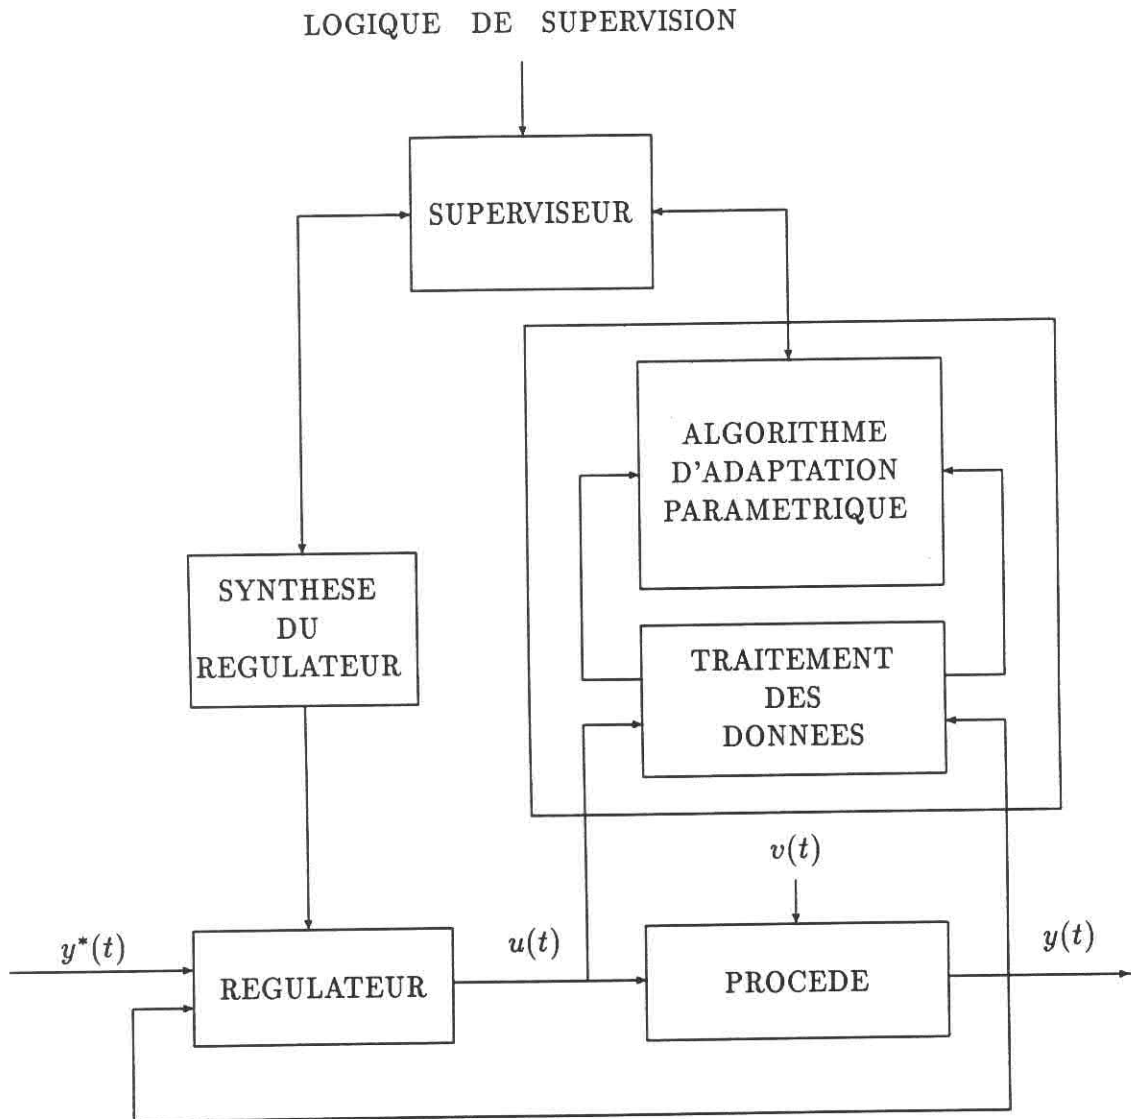 LOGIQUE DE SUPERVISION
SUPERVISEUR
ALGORITHME
D'ADAPTATION
PARAMETRIQUE
SYNTHESE
DU
REGULATEUR
TRAITEMENT
DES
DONNEES
v(t)
y*(t)
REGULATEUR
u(t)
PROCEDE
y(t)